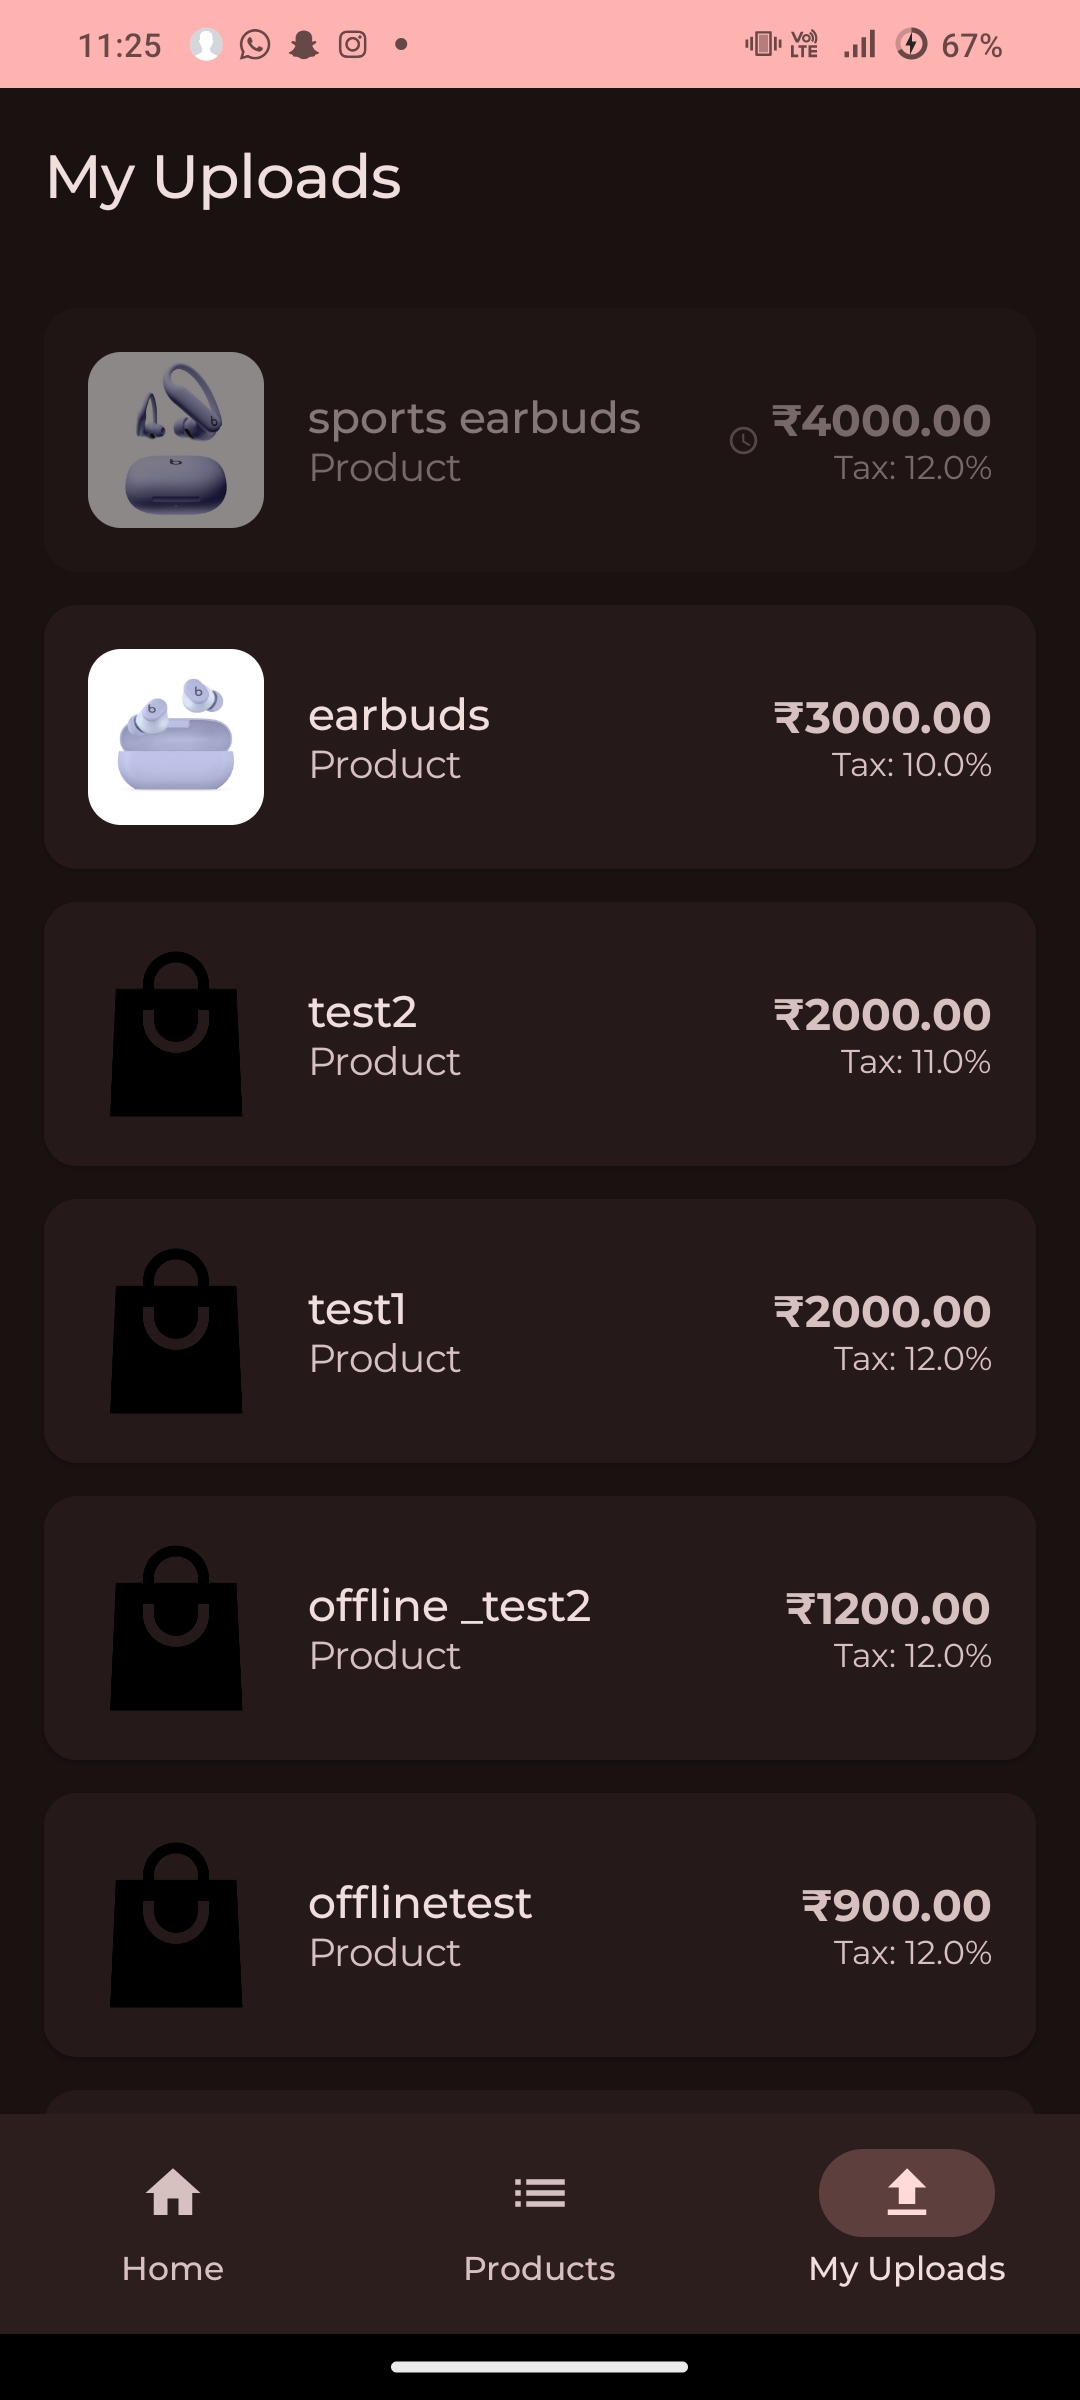 11:25 Vo) LTE 67%
My Uploads
sports earbuds ₹4000.00
Product Tax: 12.0%
earbuds ₹3000.00
Product Tax: 10.0%
test2 ₹2000.00
Product Tax: 11.0%
test1 ₹2000.00
Product Tax: 12.0%
offline _test2 ₹1200.00
Product Tax: 12.0%
offlinetest ₹900.00
Product Tax: 12.0%
Home Products My Uploads